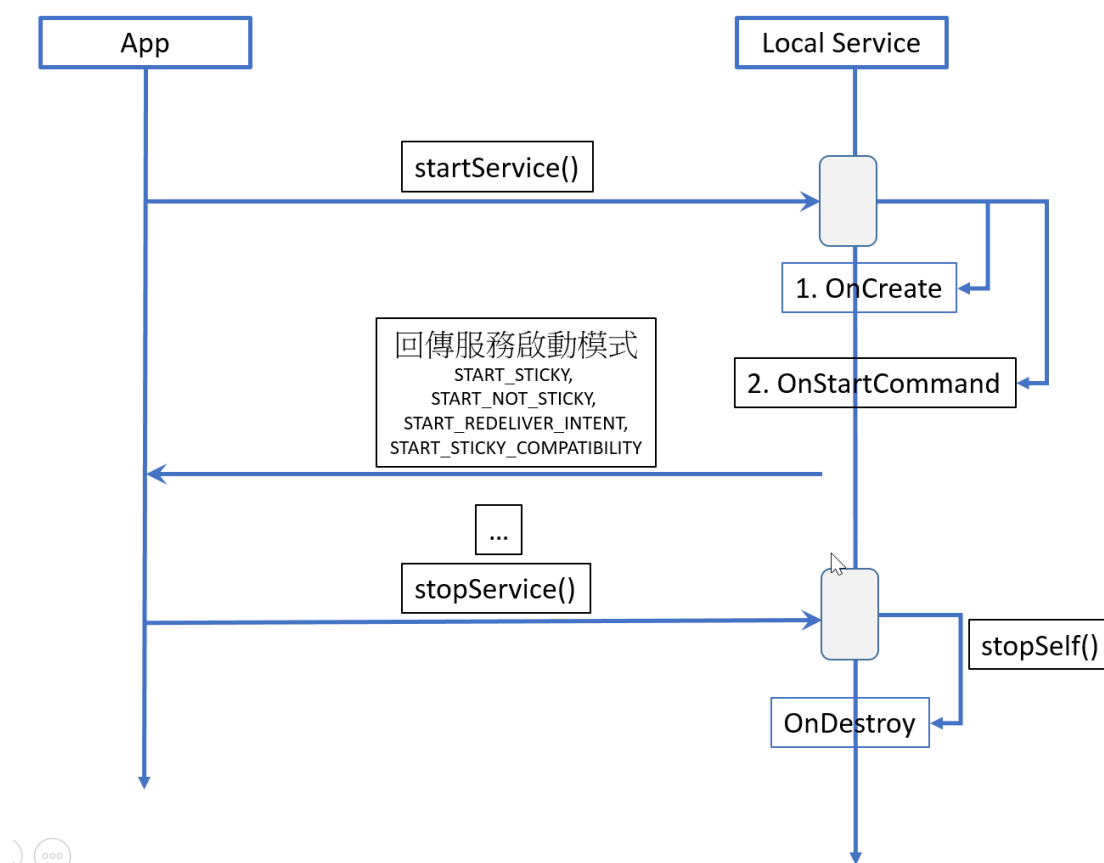 App
Local Service
startService()
1. OnCreate
回傳服務啟動模式
START_STICKY,
START_NOT_STICKY,
START_REDELIVER_INTENT,
START_STICKY_COMPATIBILITY
2. OnStartCommand
...
stopService()
stopSelf()
OnDestroy